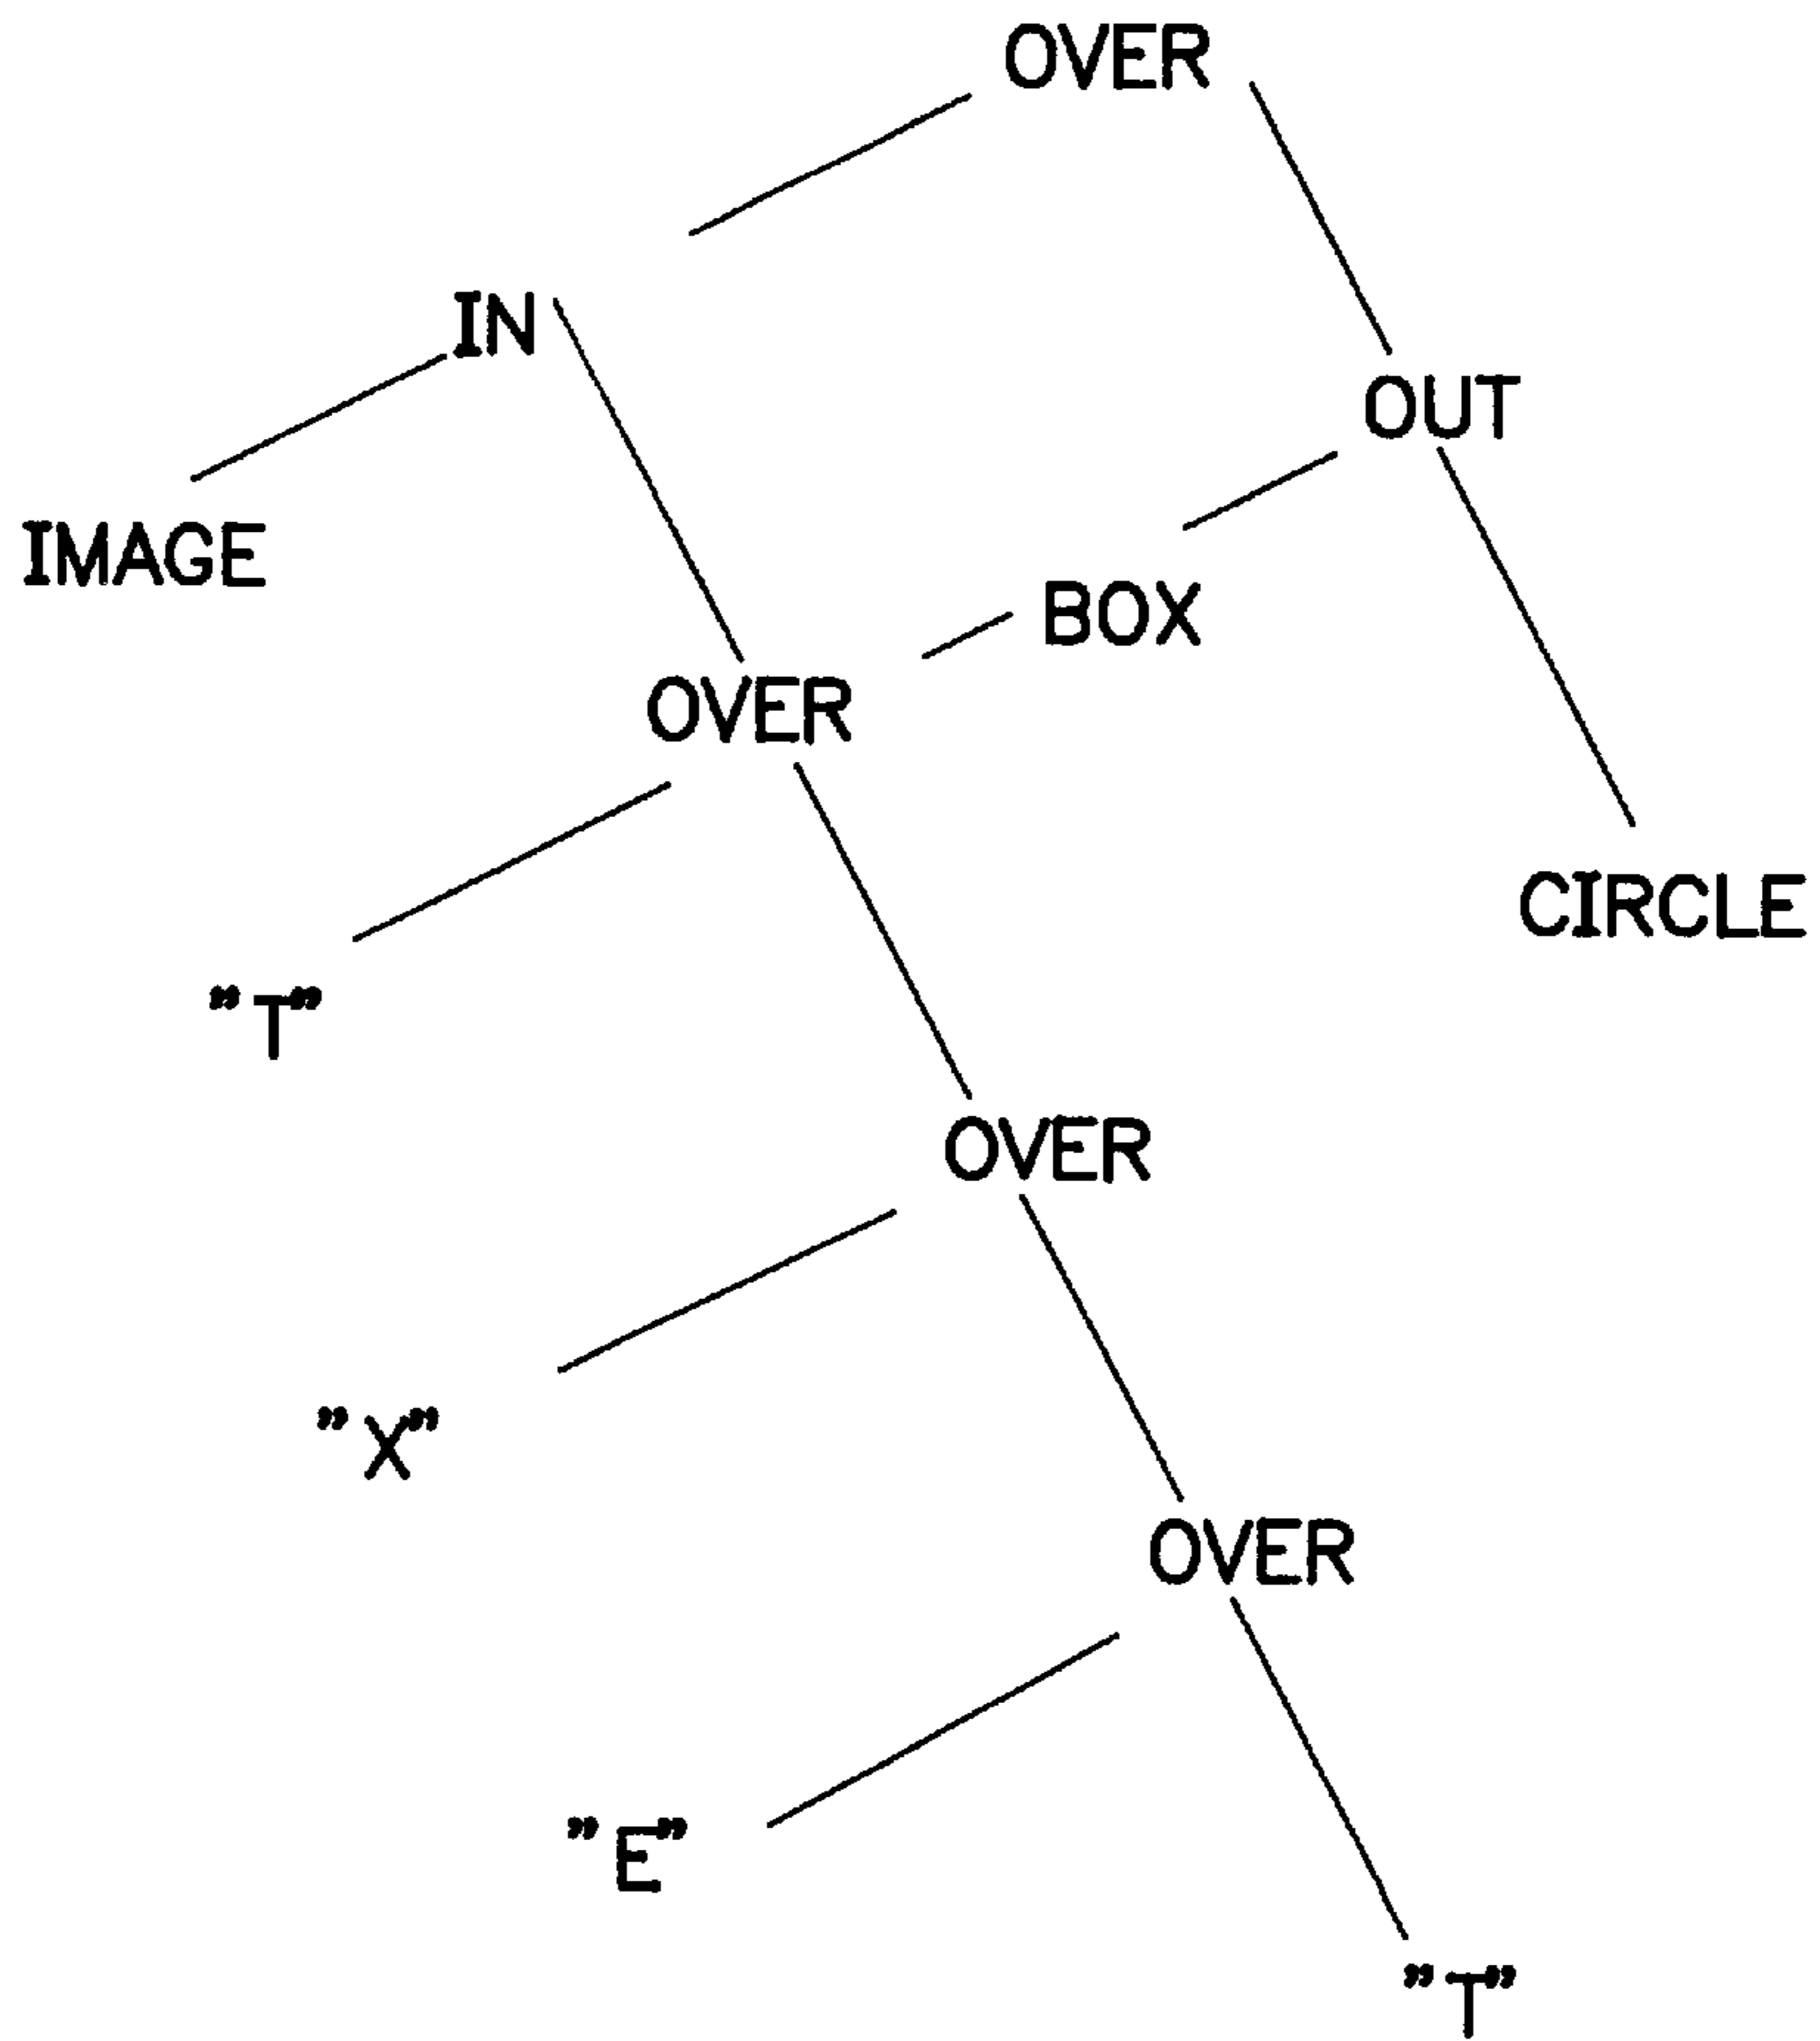 OVER
IN
OUT
IMAGE
BOX
OVER
CIRCLE
"T"
OVER
"X"
OVER
"E"
"T"